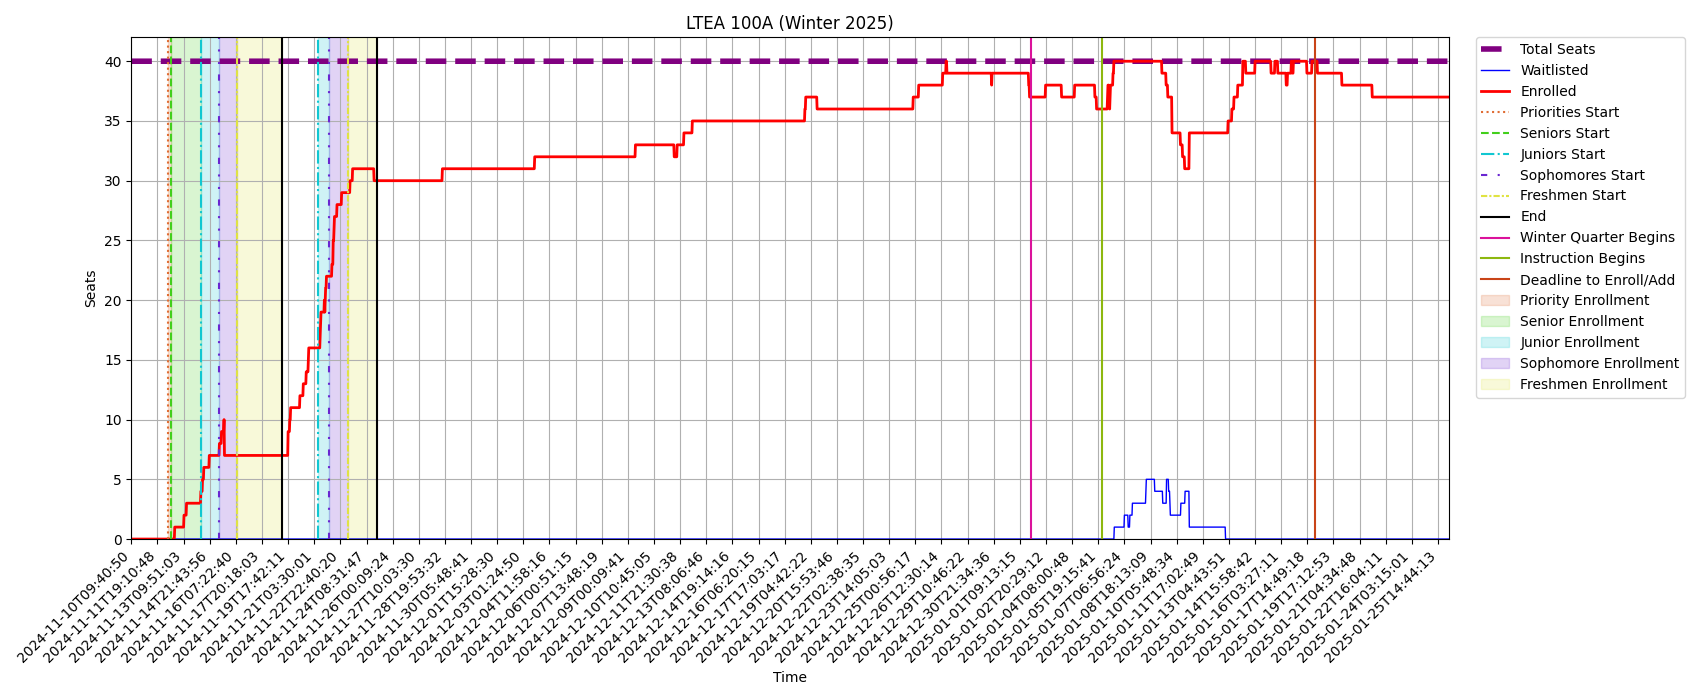 LTEA 100A (Winter 2025)
Seats
40
35
30
25
20
15
10
5
0
2024-11-10T09:40:50
2024-11-11T19:10:48
2024-11-13T09:51:03
2024-11-14T21:43:56
2024-11-16T07:22:40
2024-11-17T20:18:03
2024-11-19T17:42:11
2024-11-21T03:30:01
2024-11-22T22:40:20
2024-11-24T08:31:47
2024-11-26T00:09:24
2024-11-27T10:03:30
2024-11-28T19:53:32
2024-11-30T05:48:41
2024-12-01T15:28:30
2024-12-03T01:24:50
2024-12-04T11:58:16
2024-12-06T00:51:15
2024-12-07T13:48:19
2024-12-09T00:09:41
2024-12-10T10:45:05
2024-12-11T21:30:38
2024-12-13T08:06:46
2024-12-14T19:14:16
2024-12-16T06:20:15
2024-12-17T17:03:17
2024-12-19T04:42:22
2024-12-20T15:53:46
2024-12-22T02:38:35
2024-12-23T14:05:03
2024-12-25T00:56:17
2024-12-26T12:30:14
2024-12-29T10:46:22
2024-12-30T21:34:36
2025-01-01T09:13:15
2025-01-02T20:29:12
2025-01-04T08:00:48
2025-01-05T19:15:41
2025-01-07T06:56:24
2025-01-08T18:13:09
2025-01-10T05:48:34
2025-01-11T17:02:49
2025-01-13T04:43:51
2025-01-14T15:58:42
2025-01-16T03:27:11
2025-01-17T14:49:18
2025-01-19T17:12:53
2025-01-21T04:34:48
2025-01-22T16:04:11
2025-01-24T03:15:01
2025-01-25T14:44:13
Time
Total Seats
Waitlisted
Enrolled
Priorities Start
Seniors Start
Juniors Start
Sophomores Start
Freshmen Start
End
Winter Quarter Begins
Instruction Begins
Deadline to Enroll/Add
Priority Enrollment
Senior Enrollment
Junior Enrollment
Sophomore Enrollment
Freshmen Enrollment